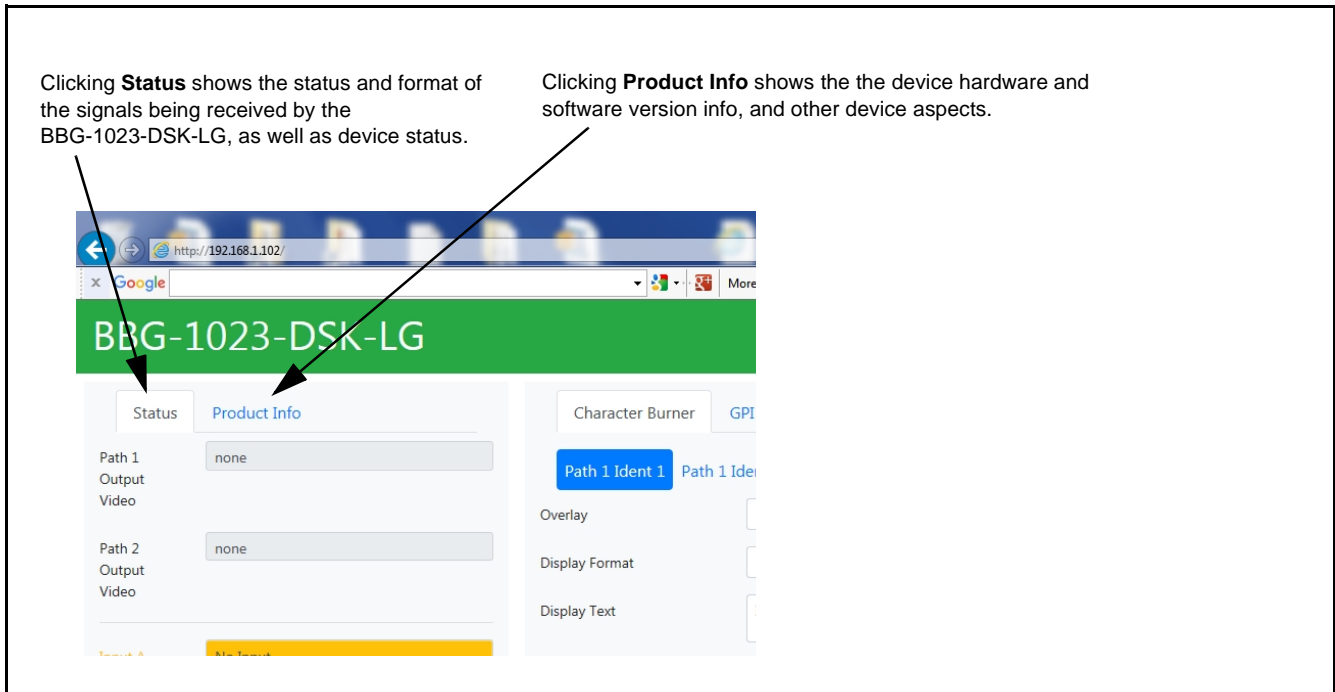 Clicking Status shows the status and format of
the signals being received by the
BBG-1023-DSK-LG, as well as device status.
Clicking Product Info shows the the device hardware and
software version info, and other device aspects.
http://192.168.1.102/
x Google
More
BBG-1023-DSK-LG
Status Product Info
Path 1
Output
Video
none
Path 2
Output
Video
none
Input A
No Input
Character Burner GPI
Path 1 Ident 1 Path 1 Iden
Overlay
Display Format
Display Text